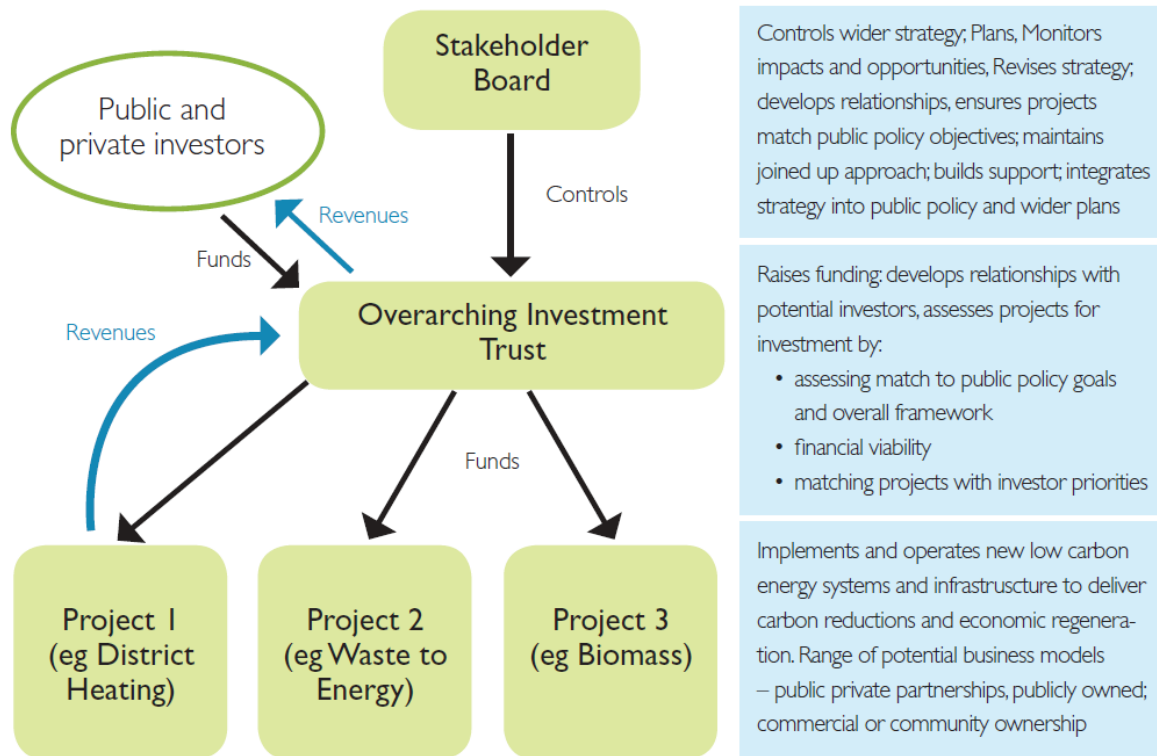 Stakeholder
Board
Public and
private investors
Controls
Revenues
Funds
Overarching Investment
Trust
Revenues
Funds
Project 1
(eg District
Heating)
Project 2
(eg Waste to
Energy)
Project 3
(eg Biomass)
Controls wider strategy; Plans, Monitors
impacts and opportunities, Revises strategy;
develops relationships, ensures projects
match public policy objectives; maintains
joined up approach; builds support; integrates
strategy into public policy and wider plans
Raises funding: develops relationships with
potential investors, assesses projects for
investment by:
• assessing match to public policy goals
and overall framework
• financial viability
• matching projects with investor priorities
Implements and operates new low carbon
energy systems and infrastruscture to deliver
carbon reductions and economic regenera-
tion. Range of potential business models
– public private partnerships, publicly owned;
commercial or community ownership